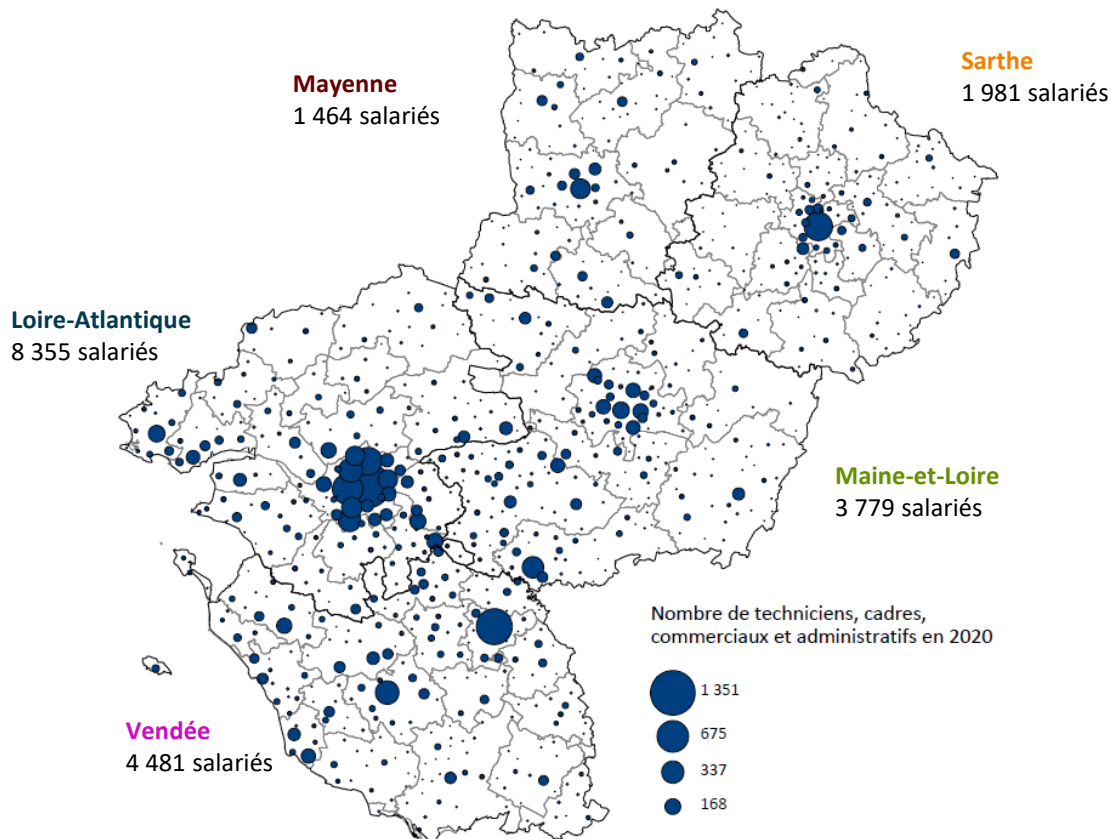 Mayenne
1 464 salariés
Sarthe
1 981 salariés
Loire-Atlantique
8 355 salariés
Maine-et-Loire
3 779 salariés
Vendée
4 481 salariés
Nombre de techniciens, cadres,
commerciaux et administratifs en 2020
1 351
675
337
168